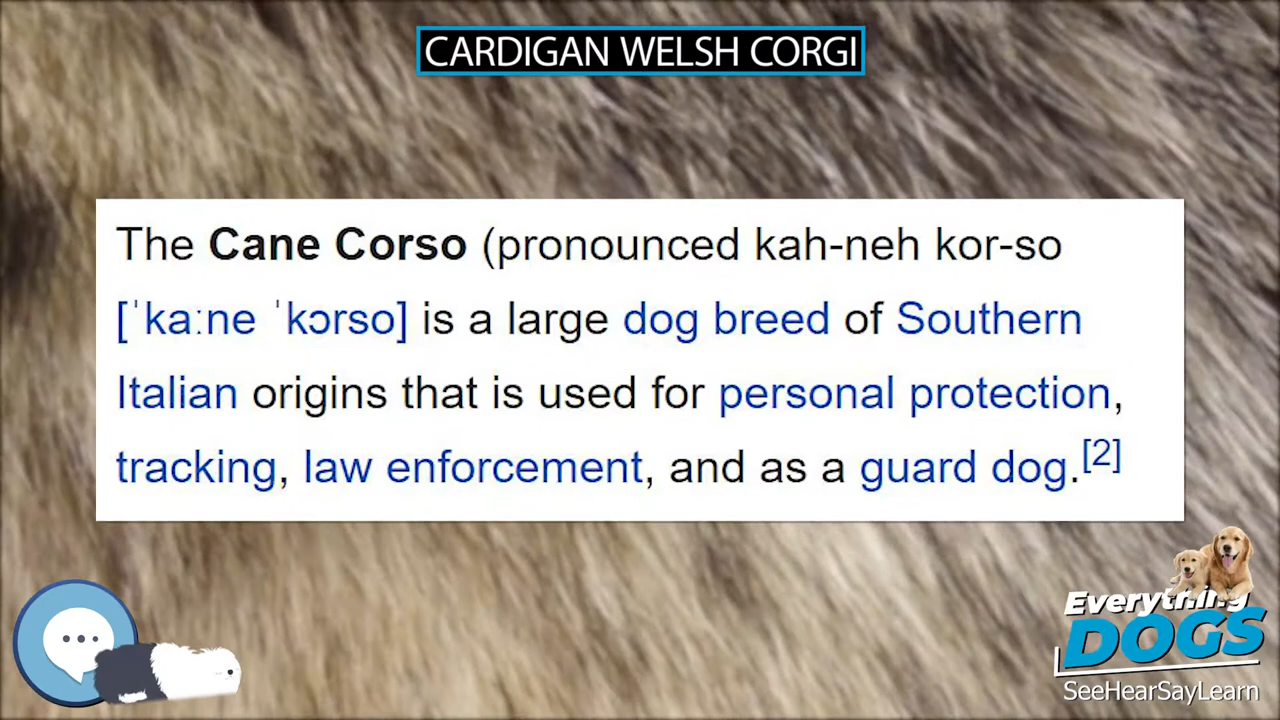 CARDIGAN WELSH CORGI
The Cane Corso (pronounced kah-neh kor-so
[ˈkaːne ˈkɔrso] is a large dog breed of Southern
Italian origins that is used for personal protection,
tracking, law enforcement, and as a guard dog.[2]
Everything
DOGS
SeeHearSayLearn